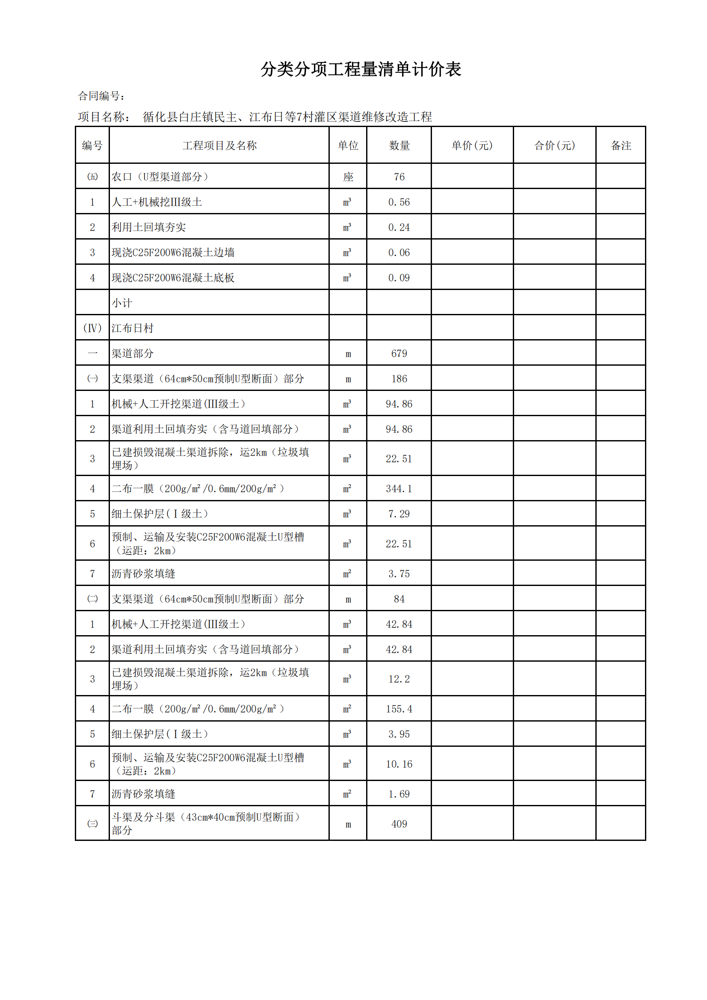 分类分项工程量清单计价表
合同编号：
项目名称： 循化县白庄镇民主、江布日等7村灌区渠道维修改造工程
编号 工程项目及名称 单位 数量 单价(元) 合价(元) 备注
㈤ 农口（U型渠道部分） 座 76
1 人工+机械挖Ⅲ级土 m³ 0.56
2 利用土回填夯实 m³ 0.24
3 现浇C25F200W6混凝土边墙 m³ 0.06
4 现浇C25F200W6混凝土底板 m³ 0.09
小计
(Ⅳ) 江布日村
一 渠道部分 m 679
㈠ 支渠渠道（64cm*50cm预制U型断面）部分 m 186
1 机械+人工开挖渠道(Ⅲ级土） m³ 94.86
2 渠道利用土回填夯实（含马道回填部分） m³ 94.86
3 已建损毁混凝土渠道拆除，运2km（垃圾填
埋场） m³ 22.51
4 二布一膜（200g/m²/0.6mm/200g/m²） m² 344.1
5 细土保护层(Ⅰ级土） m³ 7.29
6 预制、运输及安装C25F200W6混凝土U型槽
（运距：2km） m³ 22.51
7 沥青砂浆填缝 m² 3.75
㈡ 支渠渠道（64cm*50cm预制U型断面）部分 m 84
1 机械+人工开挖渠道(Ⅲ级土） m³ 42.84
2 渠道利用土回填夯实（含马道回填部分） m³ 42.84
3 已建损毁混凝土渠道拆除，运2km（垃圾填
埋场） m³ 12.2
4 二布一膜（200g/m²/0.6mm/200g/m²） m² 155.4
5 细土保护层(Ⅰ级土） m³ 3.95
6 预制、运输及安装C25F200W6混凝土U型槽
（运距：2km） m³ 10.16
7 沥青砂浆填缝 m² 1.69
㈢ 斗渠及分斗渠（43cm*40cm预制U型断面）
部分 m 409